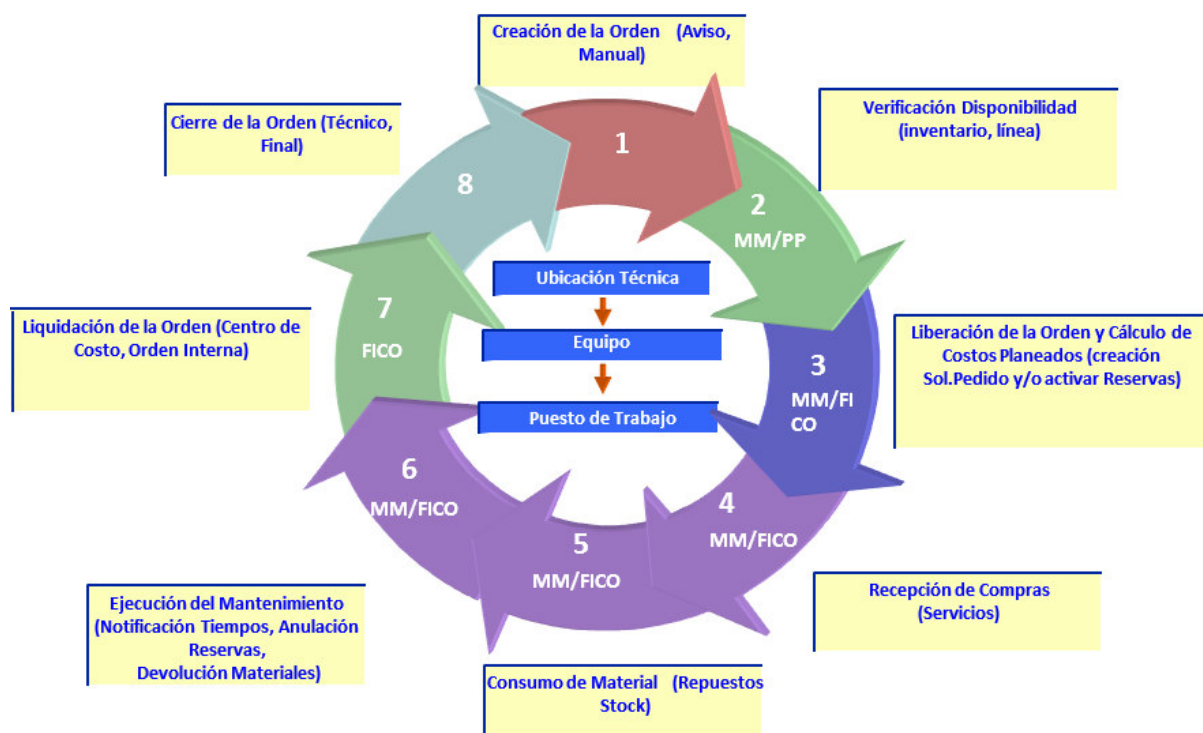 Creación de la Orden (Aviso,
Manual)
1
Verificación Disponibilidad
(inventario, línea)
2
MM/PP
Liberación de la Orden y Cálculo de
Costos Planeados (creación
Sol.Pedido y/o activar Reservas)
3
MM/FI
CO
Recepción de Compras
(Servicios)
4
MM/FICO
Consumo de Material (Repuestos
Stock)
5
MM/FICO
Ejecución del Mantenimiento
(Notificación Tiempos, Anulación
Reservas,
Devolución Materiales)
6
MM/FICO
Liquidación de la Orden (Centro de
Costo, Orden Interna)
7
FICO
Cierre de la Orden (Técnico,
Final)
8
Ubicación Técnica
Equipo
Puesto de Trabajo